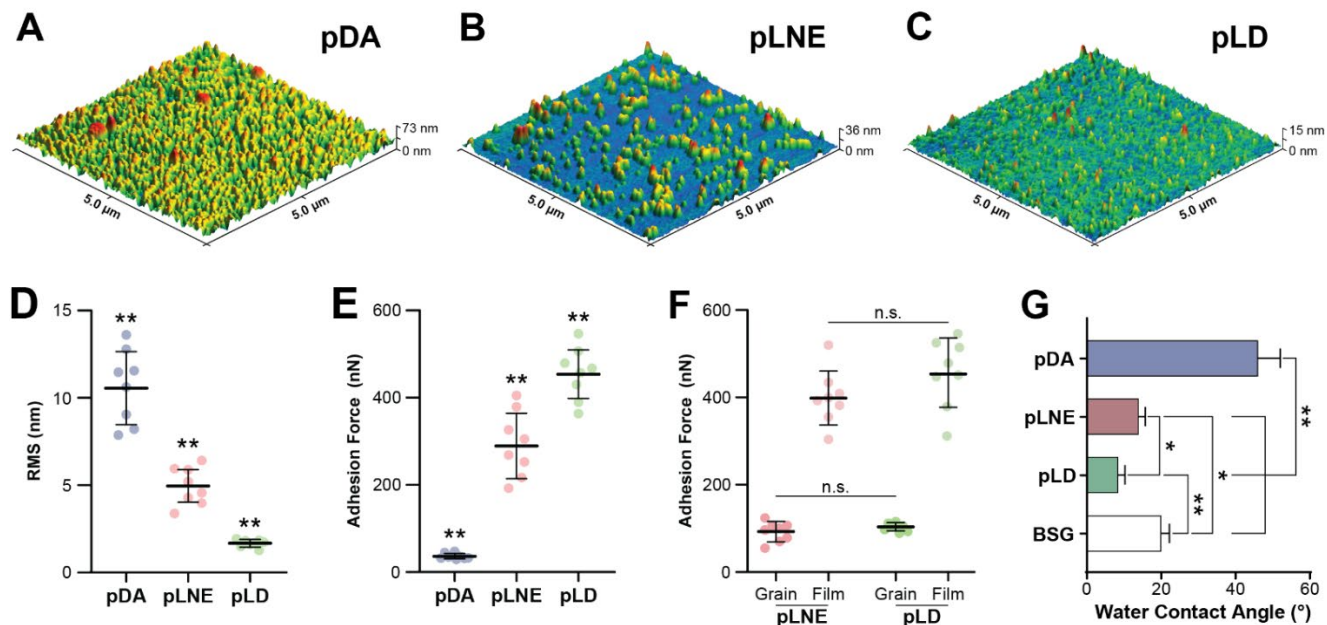 A
pDA
73 nm
0 nm
5.0 µm
5.0 µm
B
pLNE
36 nm
0 nm
5.0 µm
5.0 µm
C
pLD
15 nm
0 nm
5.0 µm
5.0 µm
D
15
10
5
0
RMS (nm)
**
**
**
pDA pLNE pLD
E
600
400
200
0
Adhesion Force (nN)
**
**
**
pDA pLNE pLD
F
600
400
200
0
Adhesion Force (nN)
n.s.
n.s.
Grain Film Grain Film
pLNE pLD
G
pDA
pLNE
pLD
BSG
*
**
*
**
0 20 40 60
Water Contact Angle (°)